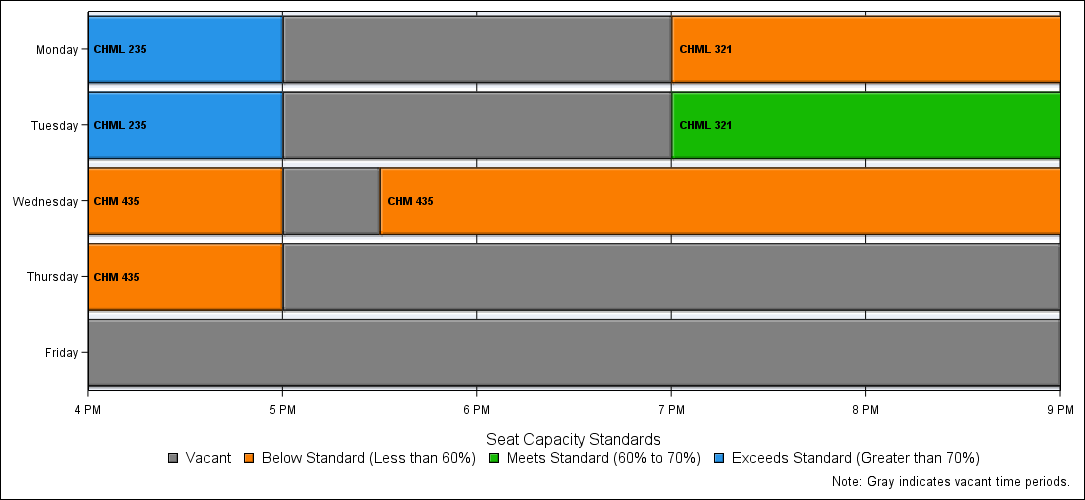 Monday
CHML 235
CHML 321
Tuesday
CHML 235
CHML 321
Wednesday
CHM 435
CHM 435
Thursday
CHM 435
Friday
4 PM 5 PM 6 PM 7 PM 8 PM 9 PM
Seat Capacity Standards
Vacant Below Standard (Less than 60%) Meets Standard (60% to 70%) Exceeds Standard (Greater than 70%)
Note: Gray indicates vacant time periods.